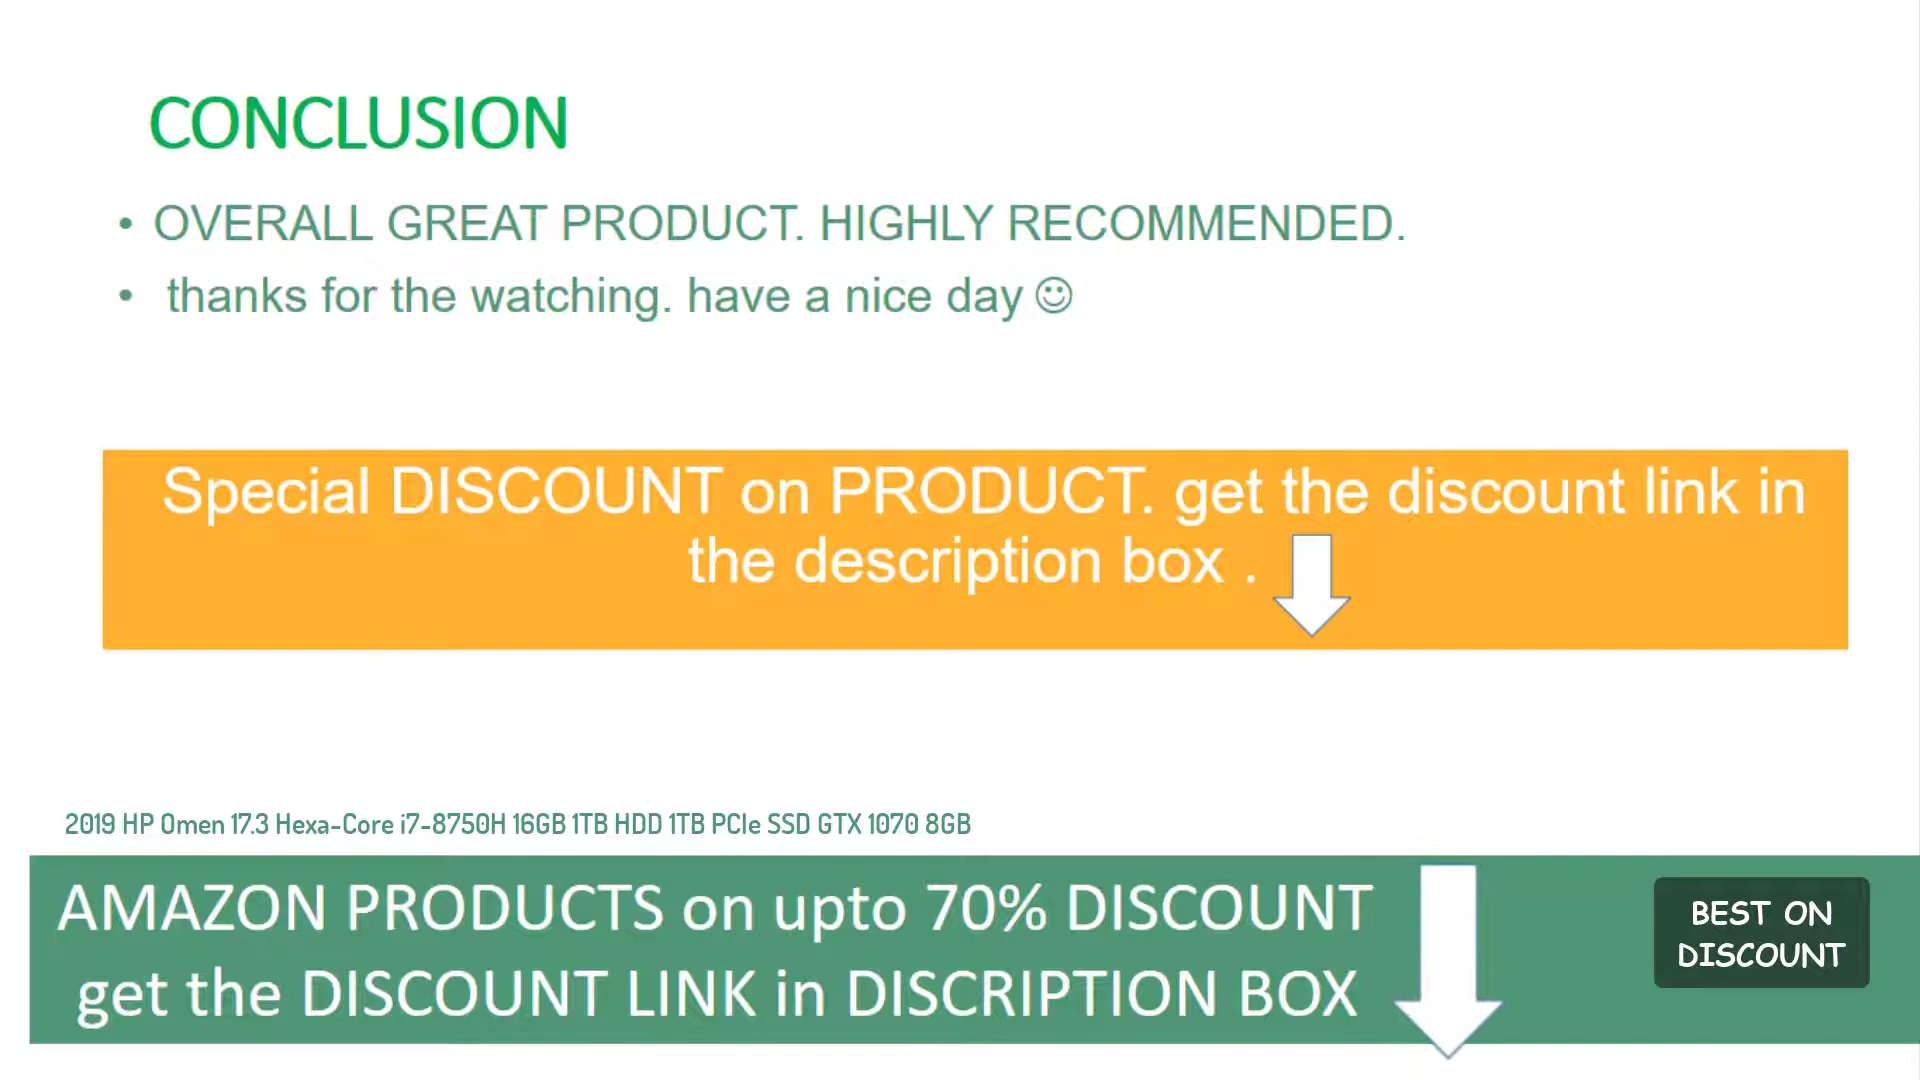 CONCLUSION
• OVERALL GREAT PRODUCT. HIGHLY RECOMMENDED.
• thanks for the watching. have a nice day ☺
Special DISCOUNT on PRODUCT. get the discount link in
the description box .
2019 HP Omen 17.3 Hexa-Core i7-8750H 16GB 1TB HDD 1TB PCIe SSD GTX 1070 8GB
AMAZON PRODUCTS on upto 70% DISCOUNT
get the DISCOUNT LINK in DISCRIPTION BOX
BEST ON
DISCOUNT